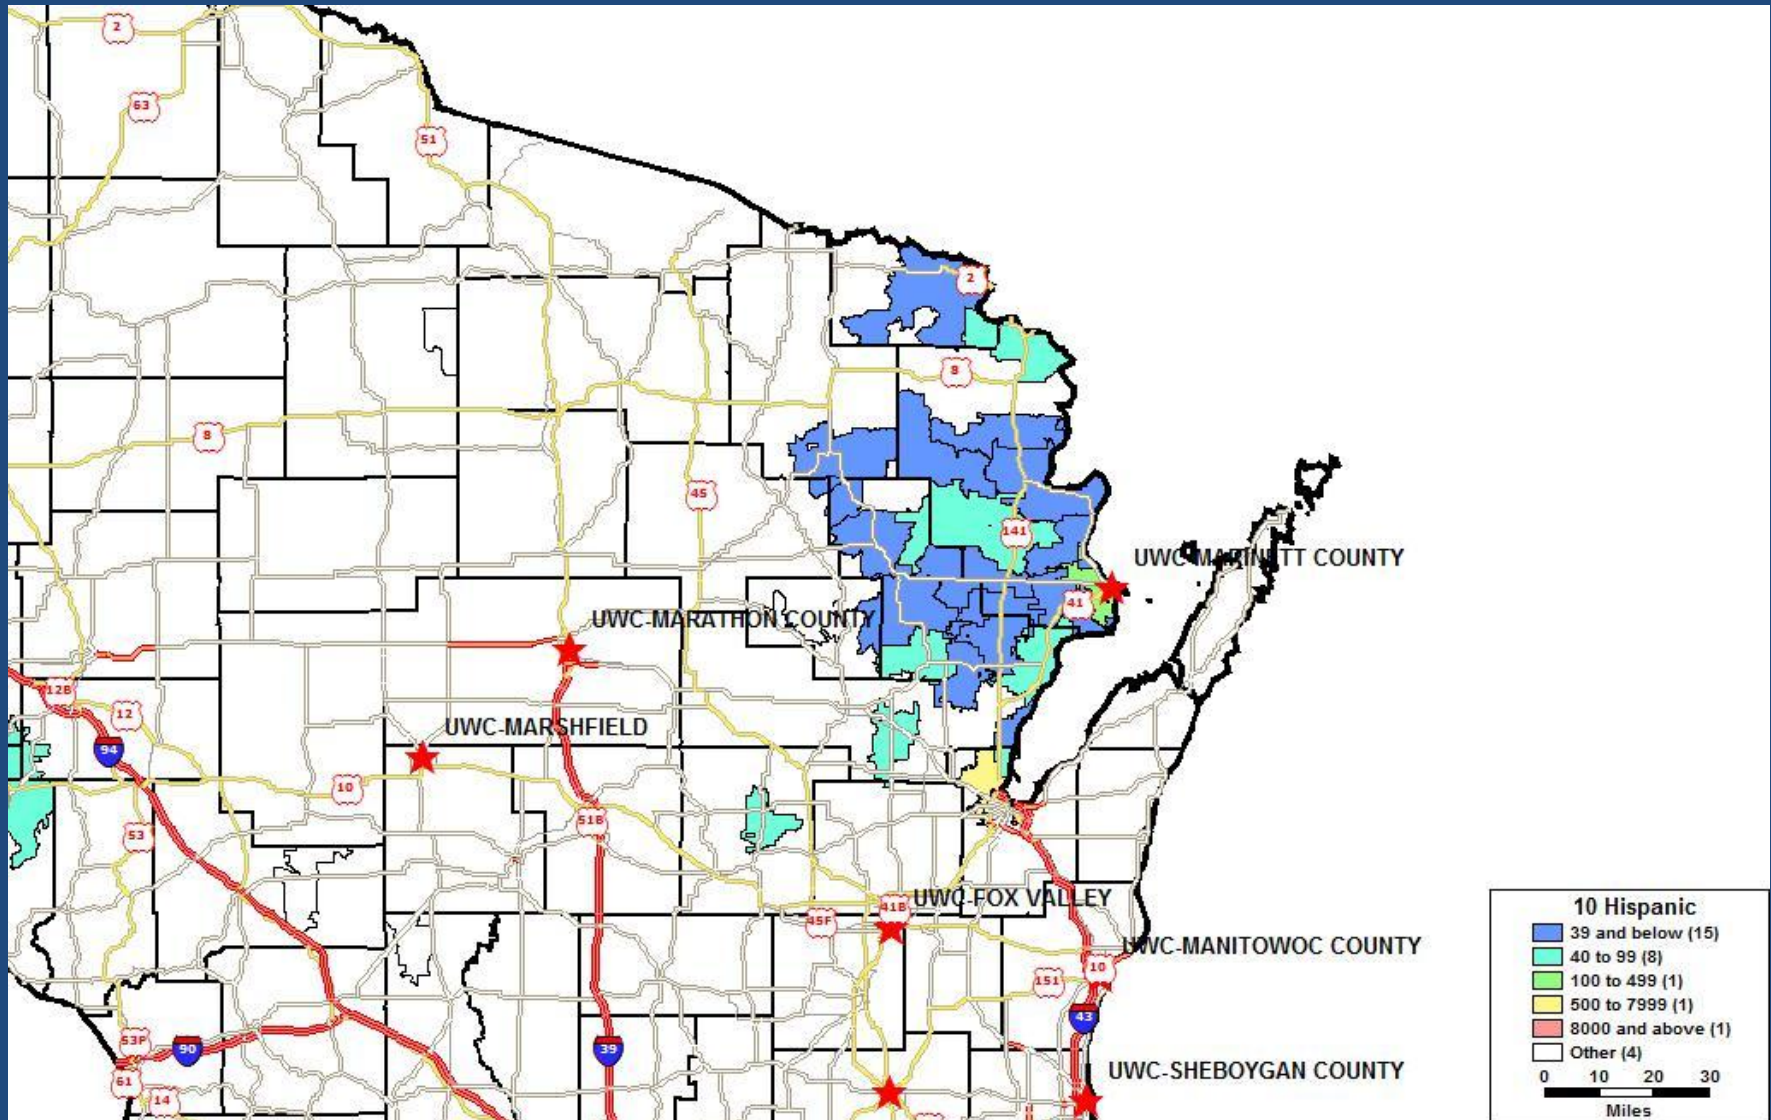 2
63
51
2
8
8
45
141
UWC-MARINETT COUNTY
41
UWC-MARATHON COUNTY
12B
12
UWC-MARSHFIELD
94
10
51B
53
UWC-FOX VALLEY
41B
45F
UWC-MANITOWOC COUNTY
10
151
43
53P
90
39
UWC-SHEBOYGAN COUNTY
61
14
10 Hispanic
39 and below (15)
40 to 99 (8)
100 to 499 (1)
500 to 7999 (1)
8000 and above (1)
Other (4)
0 10 20 30
Miles